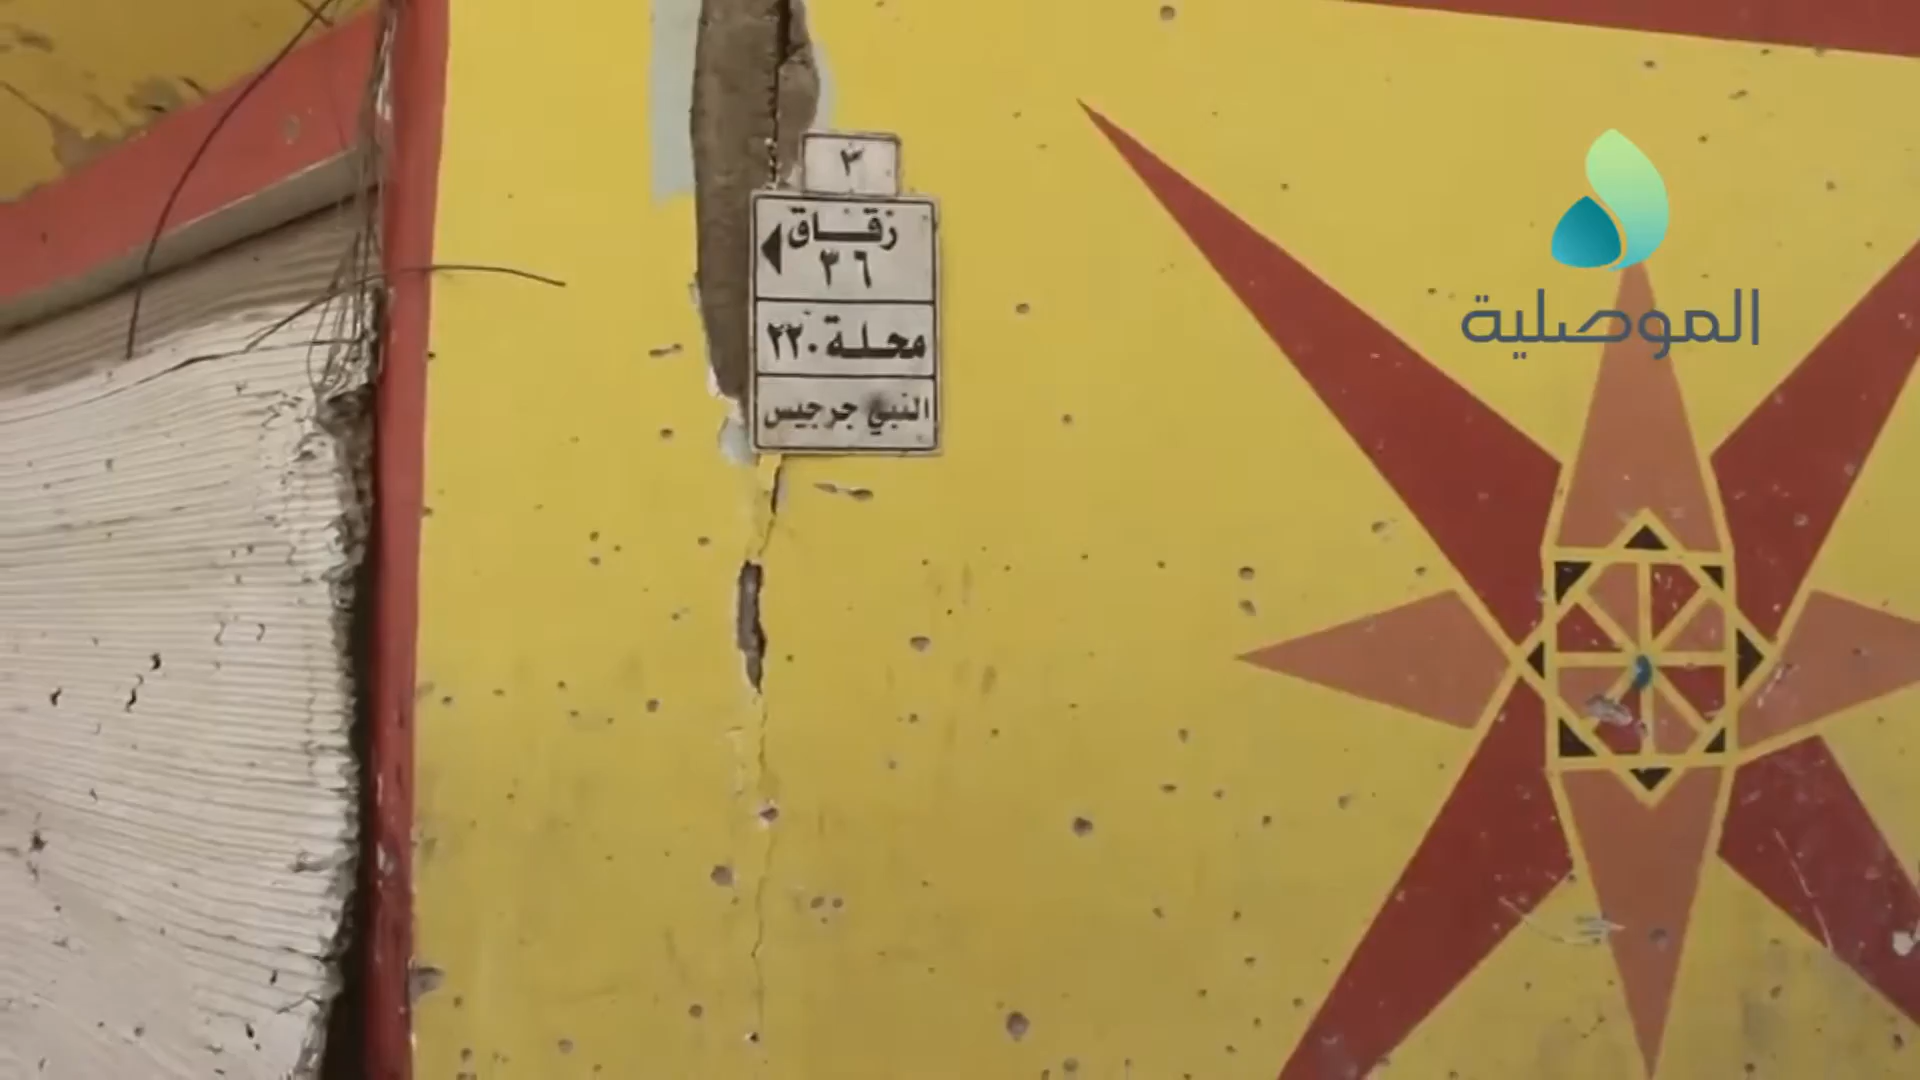 ٣
زقاق
٣٦
محلة ٢٢٠
النبي جرجيس
الموصلية